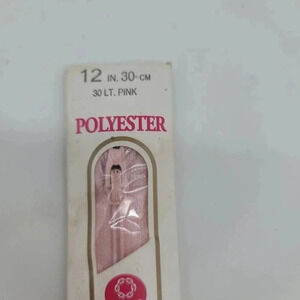 12 IN. 30-CM
30 LT. PINK
POLYESTER